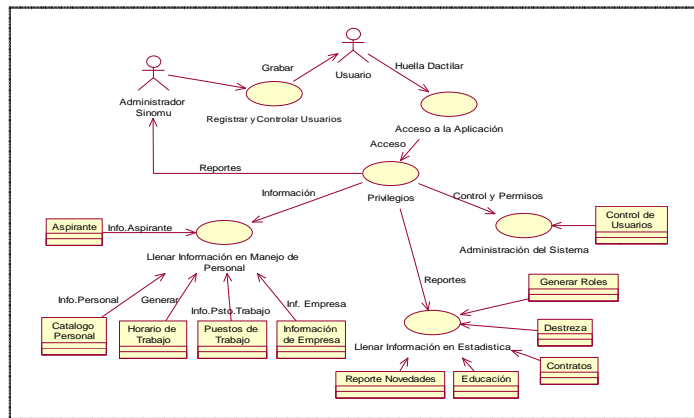 Grabar
Huella Dactilar
Administrador
Sinomu
Usuario
Registrar y Controlar Usuarios
Acceso a la Aplicación
Acceso
Reportes
Información
Privilegios
Control y Permisos
Aspirante
Info.Aspirante
Control de
Usuarios
Administración del Sistema
Llenar Información en Manejo de
Personal
Reportes
Generar Roles
Info.Personal
Generar
Info.Psto.Trabajo
Inf. Empresa
Catalogo
Personal
Horario de
Trabajo
Puestos de
Trabajo
Información
de Empresa
Destreza
Llenar Información en Estadistica
Contratos
Reporte Novedades
Educación